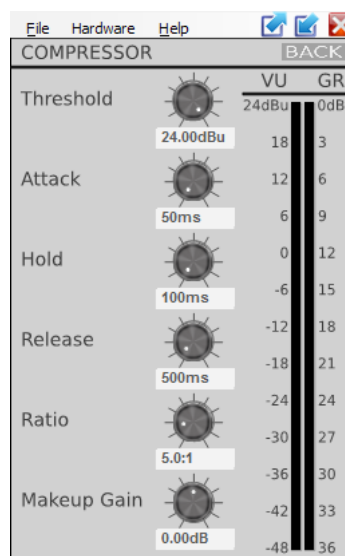 File Hardware Help
COMPRESSOR BACK
VU GR
Threshold
24dBu 0dB
24.00dBu
18 3
Attack
12 6
50ms
6 9
Hold
0 12
100ms
-6 15
Release
-12 18
500ms
-18 21
Ratio
-24 24
5.0:1
-30 27
Makeup Gain
-36 30
0.00dB
-42 33
-48 36